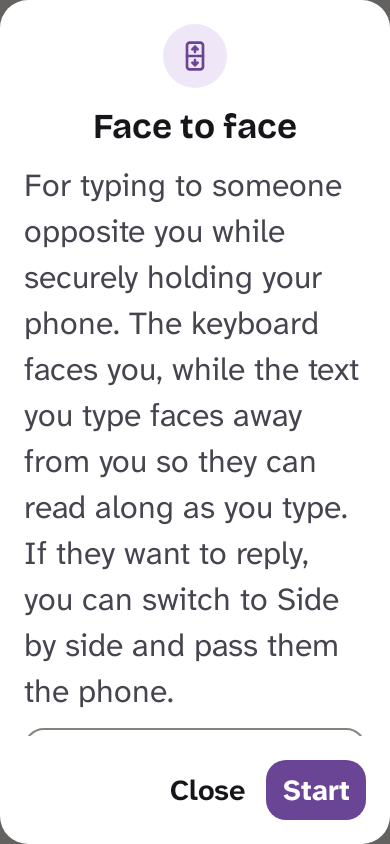 Face to face
For typing to someone
opposite you while
securely holding your
phone. The keyboard
faces you, while the text
you type faces away
from you so they can
read along as you type.
If they want to reply,
you can switch to Side
by side and pass them
the phone.
Close
Start